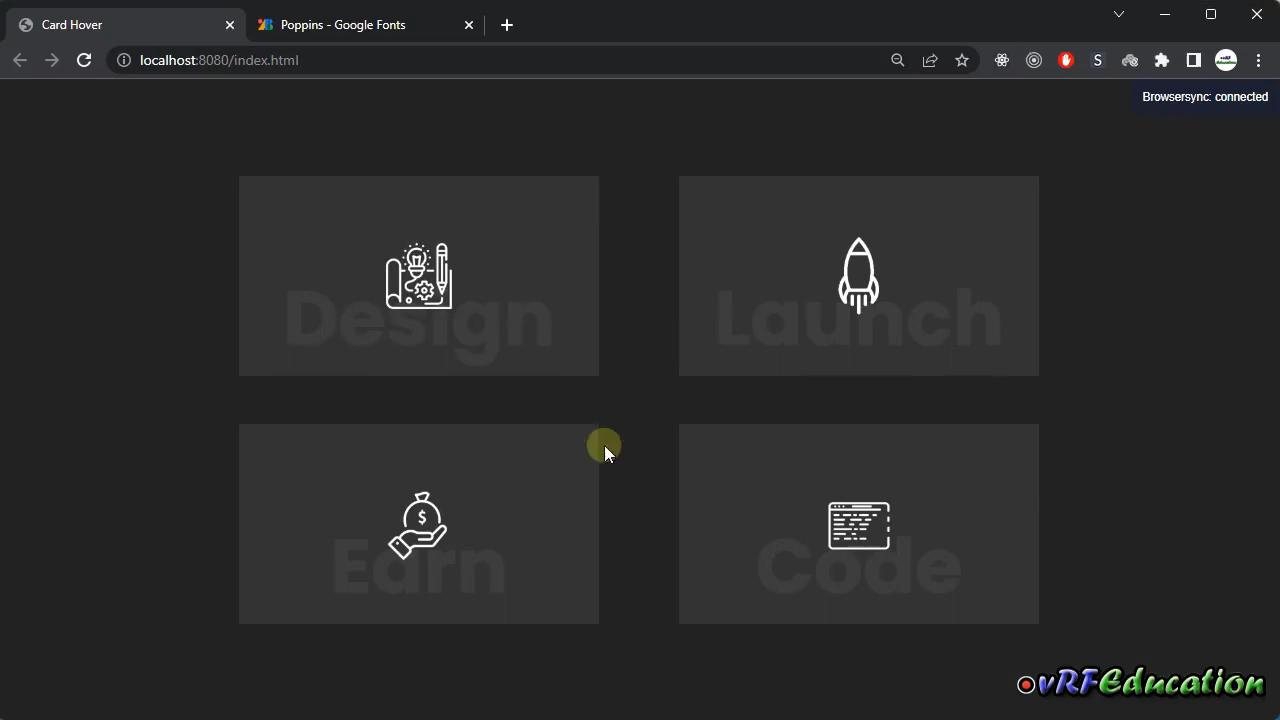 Card Hover
Poppins - Google Fonts
localhost:8080/index.html
S
Browsersync: connected
Design
Launch
$
Earn
Code
vRFEducation